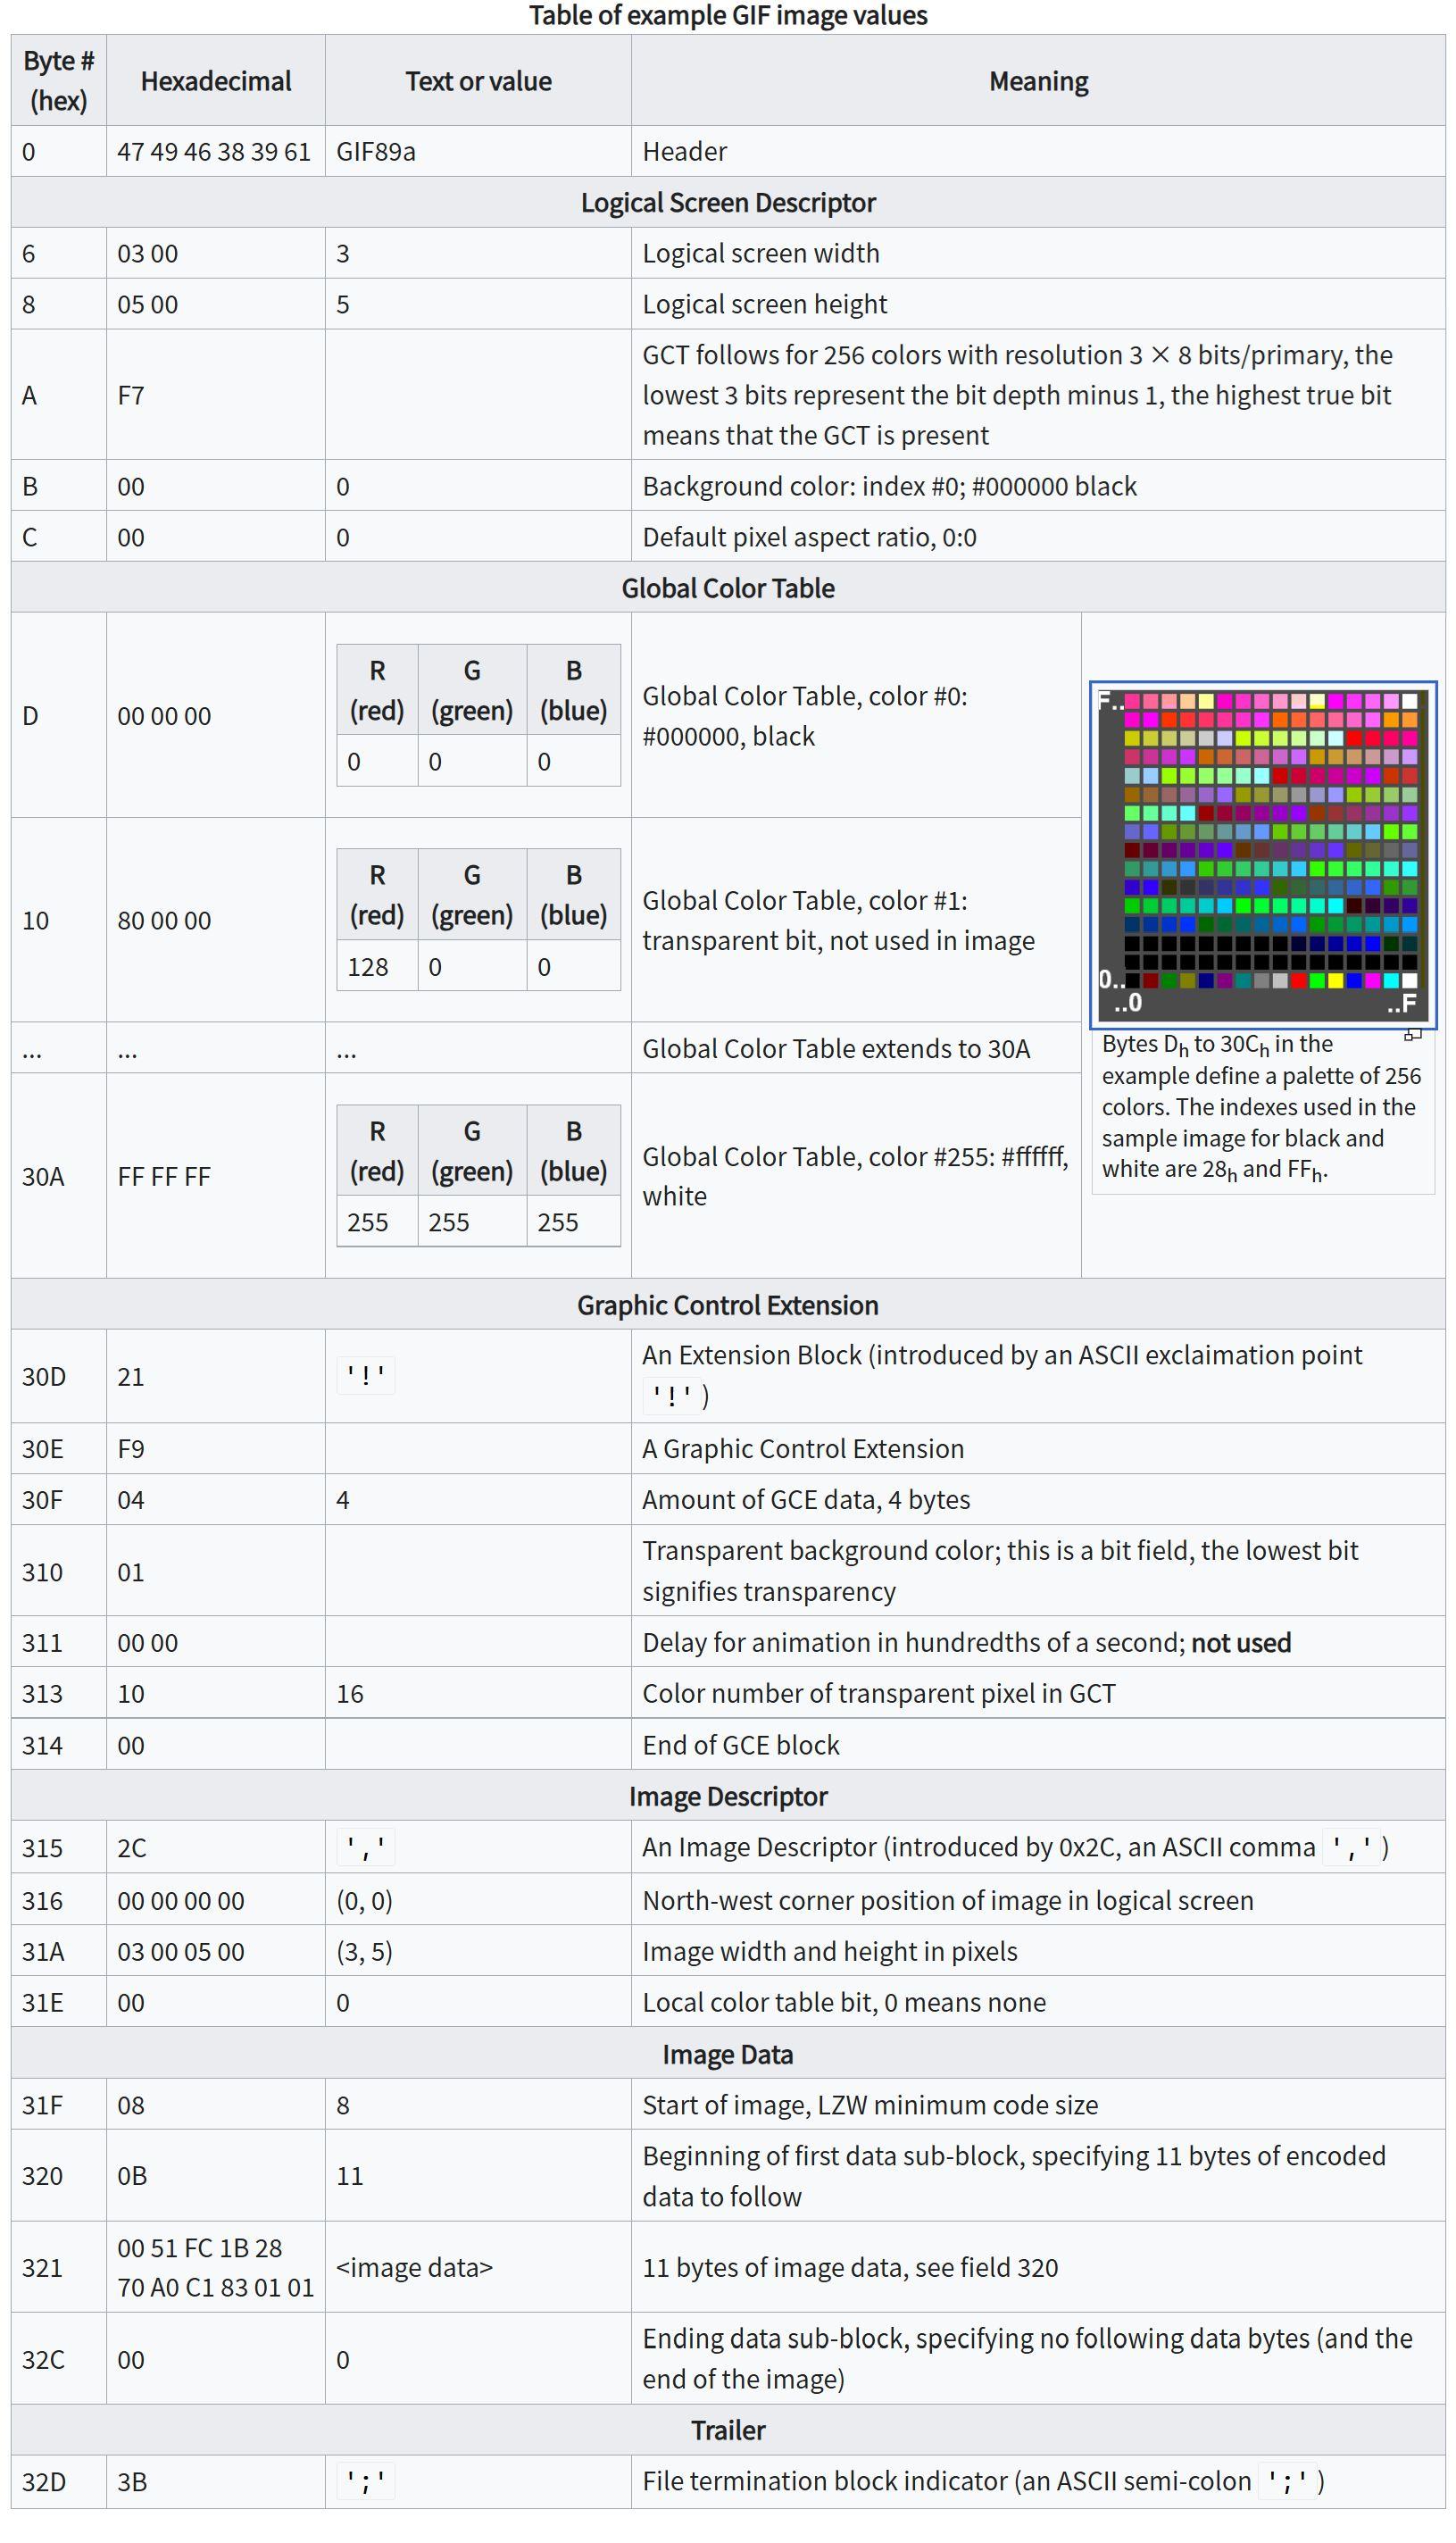 Table of example GIF image values
Byte # (hex) Hexadecimal Text or value Meaning
0 47 49 46 38 39 61 GIF89a Header
Logical Screen Descriptor
6 03 00 3 Logical screen width
8 05 00 5 Logical screen height
A F7 GCT follows for 256 colors with resolution 3 × 8 bits/primary, the
lowest 3 bits represent the bit depth minus 1, the highest true bit
means that the GCT is present
B 00 0 Background color: index #0; #000000 black
C 00 0 Default pixel aspect ratio, 0:0
Global Color Table
D 00 00 00
R (red) G (green) B (blue)
0 0 0
Global Color Table, color #0:
#000000, black
10 80 00 00
R (red) G (green) B (blue)
128 0 0
Global Color Table, color #1:
transparent bit, not used in image
... ... ... Global Color Table extends to 30A
30A FF FF FF
R (red) G (green) B (blue)
255 255 255
Global Color Table, color #255: #ffffff,
white
F..
0..
..0 ..F
Bytes Dh to 30Ch in the
example define a palette of 256
colors. The indexes used in the
sample image for black and
white are 28h and FFh.
Graphic Control Extension
30D 21 '!' An Extension Block (introduced by an ASCII exclaimation point
'!')
30E F9 A Graphic Control Extension
30F 04 4 Amount of GCE data, 4 bytes
310 01 Transparent background color; this is a bit field, the lowest bit
signifies transparency
311 00 00 Delay for animation in hundredths of a second; not used
313 10 16 Color number of transparent pixel in GCT
314 00 End of GCE block
Image Descriptor
315 2C ',' An Image Descriptor (introduced by 0x2C, an ASCII comma ',')
316 00 00 00 00 (0, 0) North-west corner position of image in logical screen
31A 03 00 05 00 (3, 5) Image width and height in pixels
31E 00 0 Local color table bit, 0 means none
Image Data
31F 08 8 Start of image, LZW minimum code size
320 0B 11 Beginning of first data sub-block, specifying 11 bytes of encoded
data to follow
321 00 51 FC 1B 28
70 A0 C1 83 01 01 <image data> 11 bytes of image data, see field 320
32C 00 0 Ending data sub-block, specifying no following data bytes (and the
end of the image)
Trailer
32D 3B ';' File termination block indicator (an ASCII semi-colon ';')